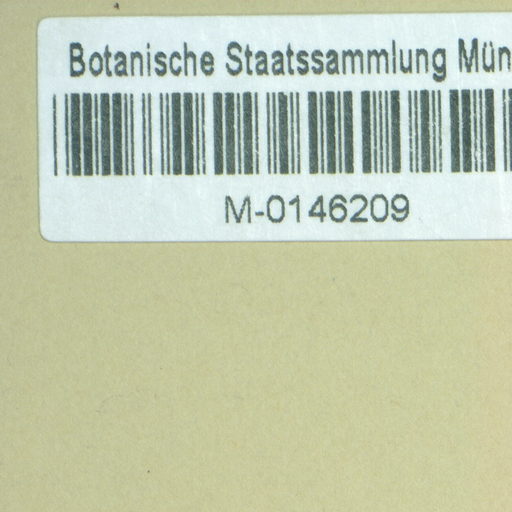 Botanische Staatssammlung Mün
M-0146209